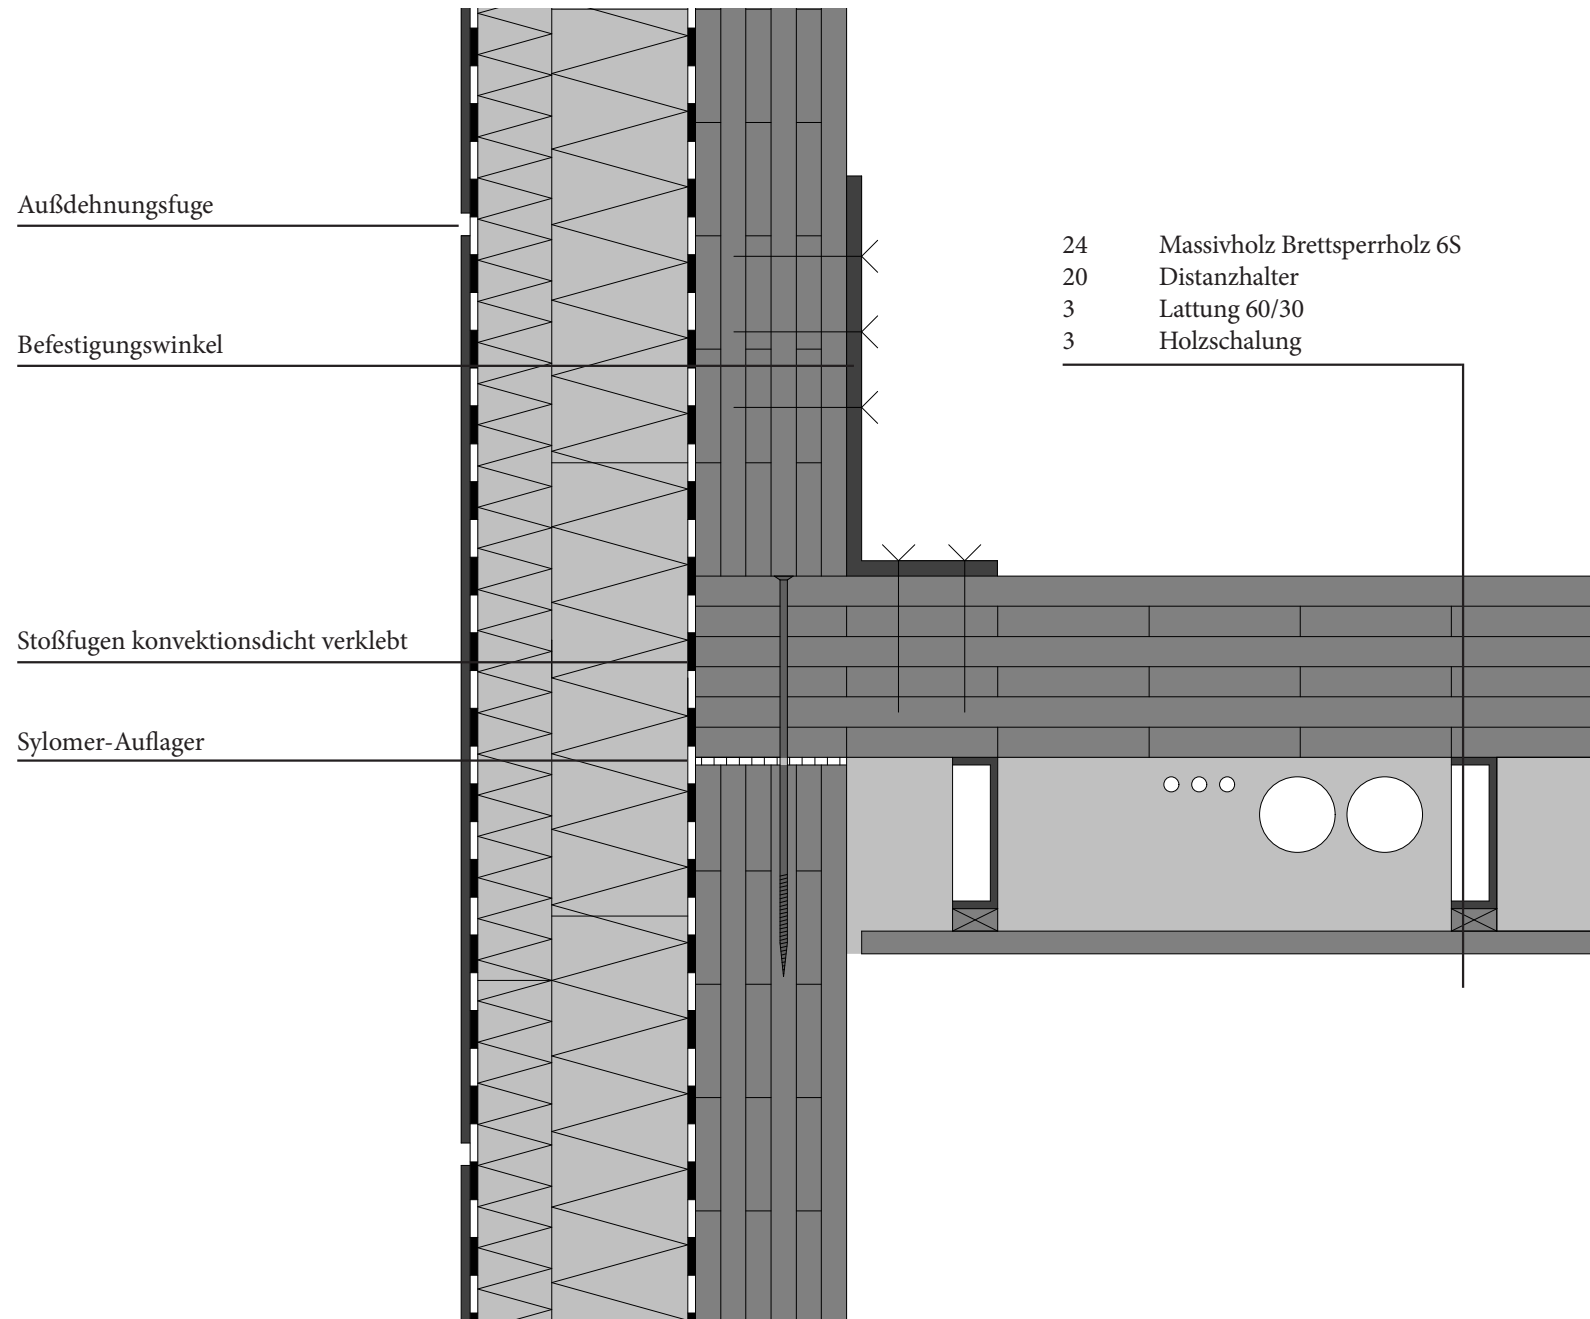 Außdehnungsfuge
Befestigungswinkel
Stoßfugen konvektionsdicht verklebt
Sylomer-Auflager
24 Massivholz Brettsperrholz 6S
20 Distanzhalter
3 Lattung 60/30
3 Holzschalung